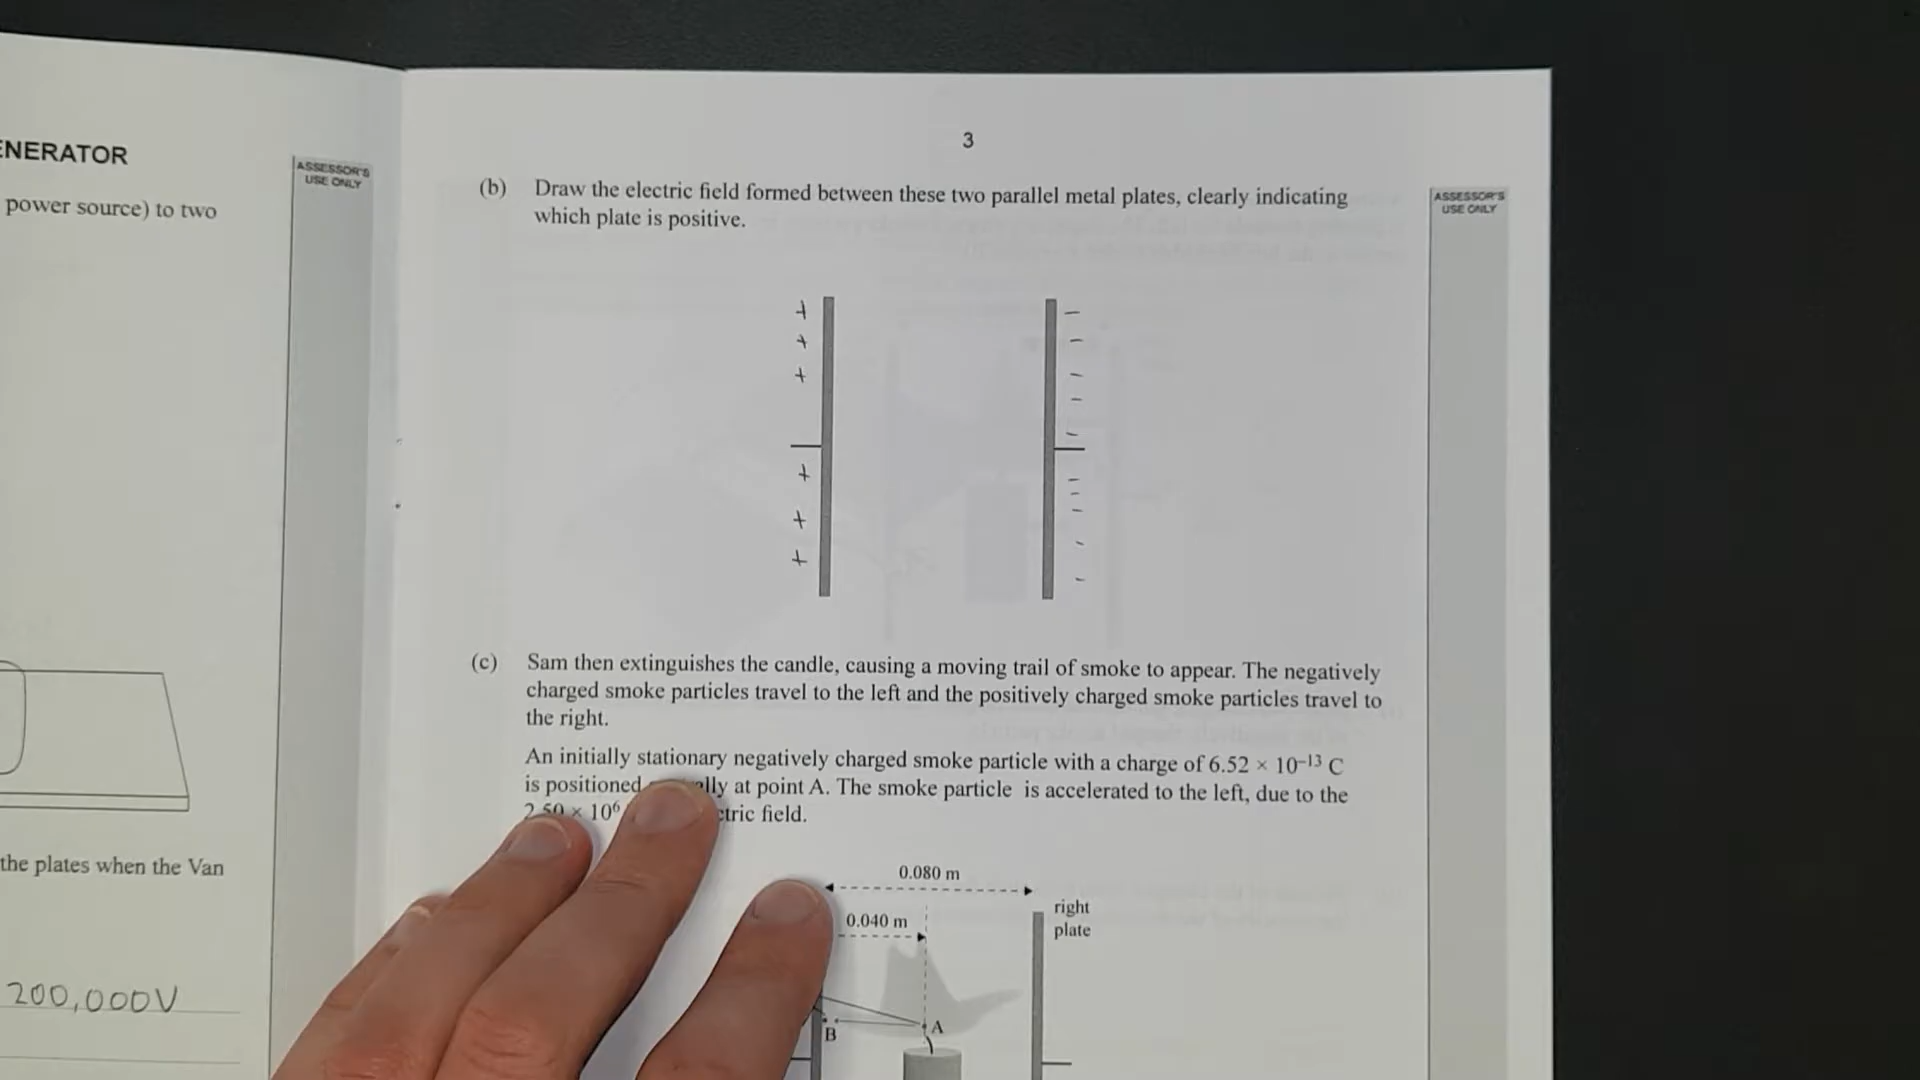 ENERATOR
power source) to two
ASSESSOR'S
USE ONLY
the plates when the Van
200,000V
3
(b) Draw the electric field formed between these two parallel metal plates, clearly indicating
which plate is positive.
ASSESSOR'S
USE ONLY
+ −
+ −
+ −
−
−
+ −
−
+ −
+ −
−
(c) Sam then extinguishes the candle, causing a moving trail of smoke to appear. The negatively
charged smoke particles travel to the left and the positively charged smoke particles travel to
the right.
An initially stationary negatively charged smoke particle with a charge of 6.52 × 10⁻¹³ C
is positioned at point A. The smoke particle is accelerated to the left, due to the
2.50 × 10⁶ field.
0.080 m
0.040 m
right
plate
B
A